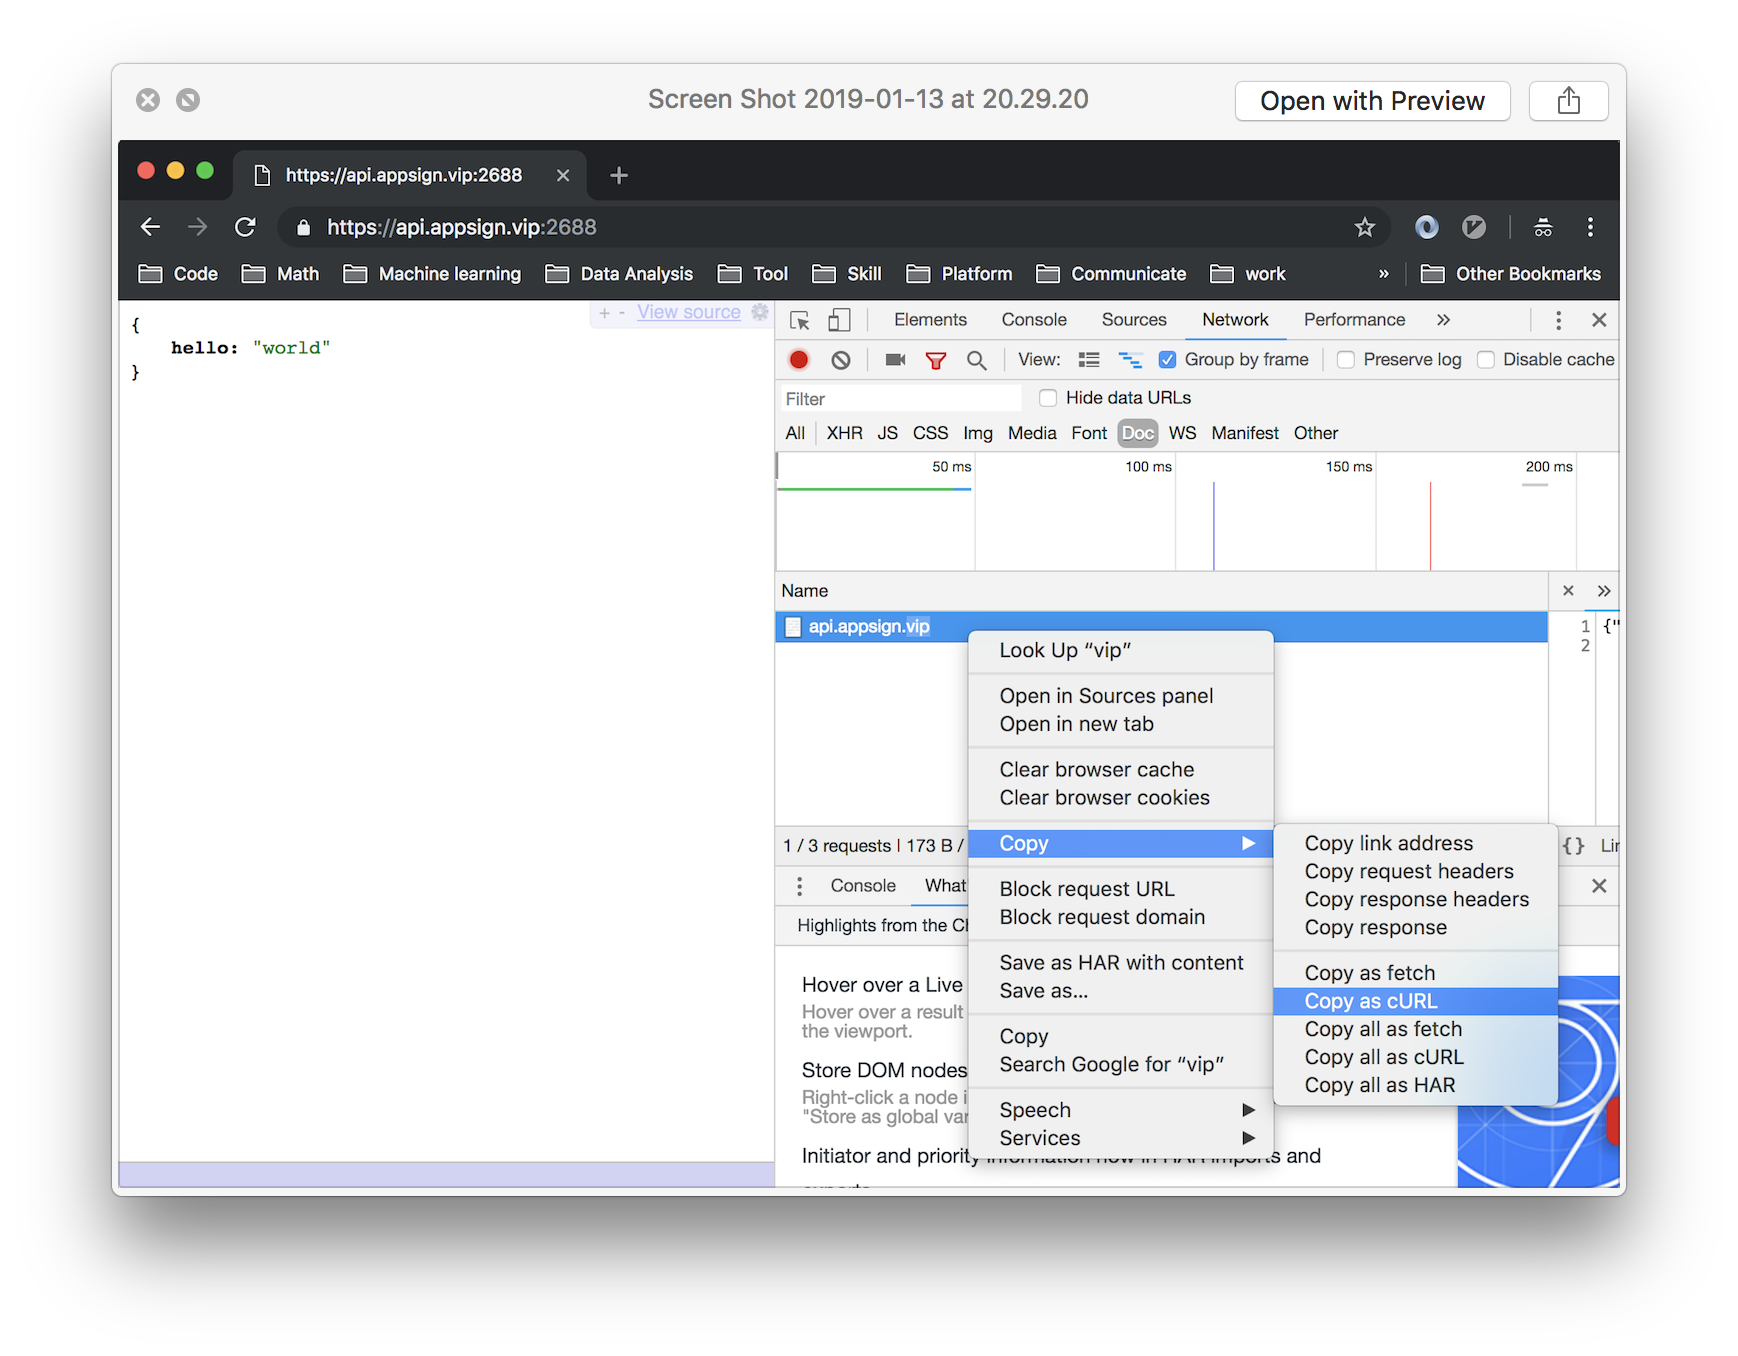 Screen Shot 2019-01-13 at 20.29.20
Open with Preview
https://api.appsign.vip:2688
https://api.appsign.vip:2688
Code Math Machine learning Data Analysis Tool Skill Platform Communicate work » Other Bookmarks
+ - View source
{
hello: "world"
}
Elements Console Sources Network Performance »
View: Group by frame Preserve log Disable cache
Filter Hide data URLs
All XHR JS CSS Img Media Font Doc WS Manifest Other
50 ms 100 ms 150 ms 200 ms
Name
api.appsign.vip
1 {"
2
Look Up “vip”
Open in Sources panel
Open in new tab
Clear browser cache
Clear browser cookies
Copy
Block request URL
Block request domain
Save as HAR with content
Save as...
Copy
Search Google for “vip”
Speech
Services
Copy link address
Copy request headers
Copy response headers
Copy response
Copy as fetch
Copy as cURL
Copy all as fetch
Copy all as cURL
Copy all as HAR
1 / 3 requests | 173 B /
{ } Lir
Console What'
Highlights from the Ch
Hover over a Live
Hover over a result
the viewport.
Store DOM nodes
Right-click a node i
"Store as global var
Initiator and priority information now in HAR imports and